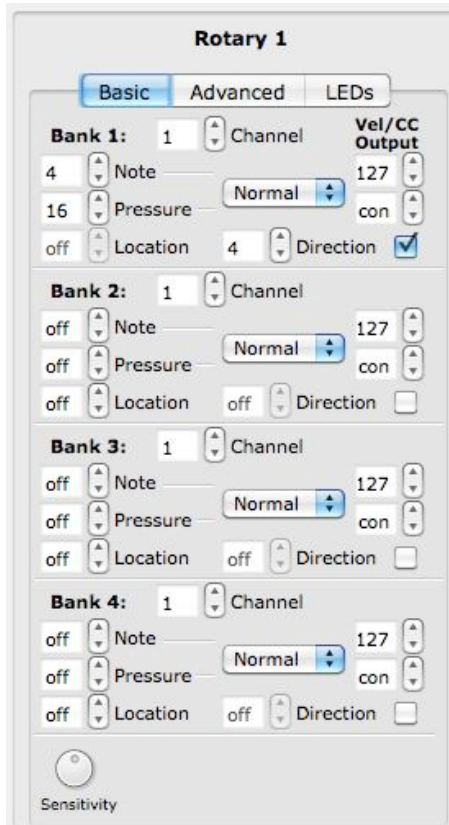 Rotary 1
Basic Advanced LEDs
Bank 1: 1 Channel Vel/CC Output
4 Note Normal 127
16 Pressure con
off Location 4 Direction
Bank 2: 1 Channel
off Note Normal 127
off Pressure con
off Location off Direction
Bank 3: 1 Channel
off Note Normal 127
off Pressure con
off Location off Direction
Bank 4: 1 Channel
off Note Normal 127
off Pressure con
off Location off Direction
Sensitivity